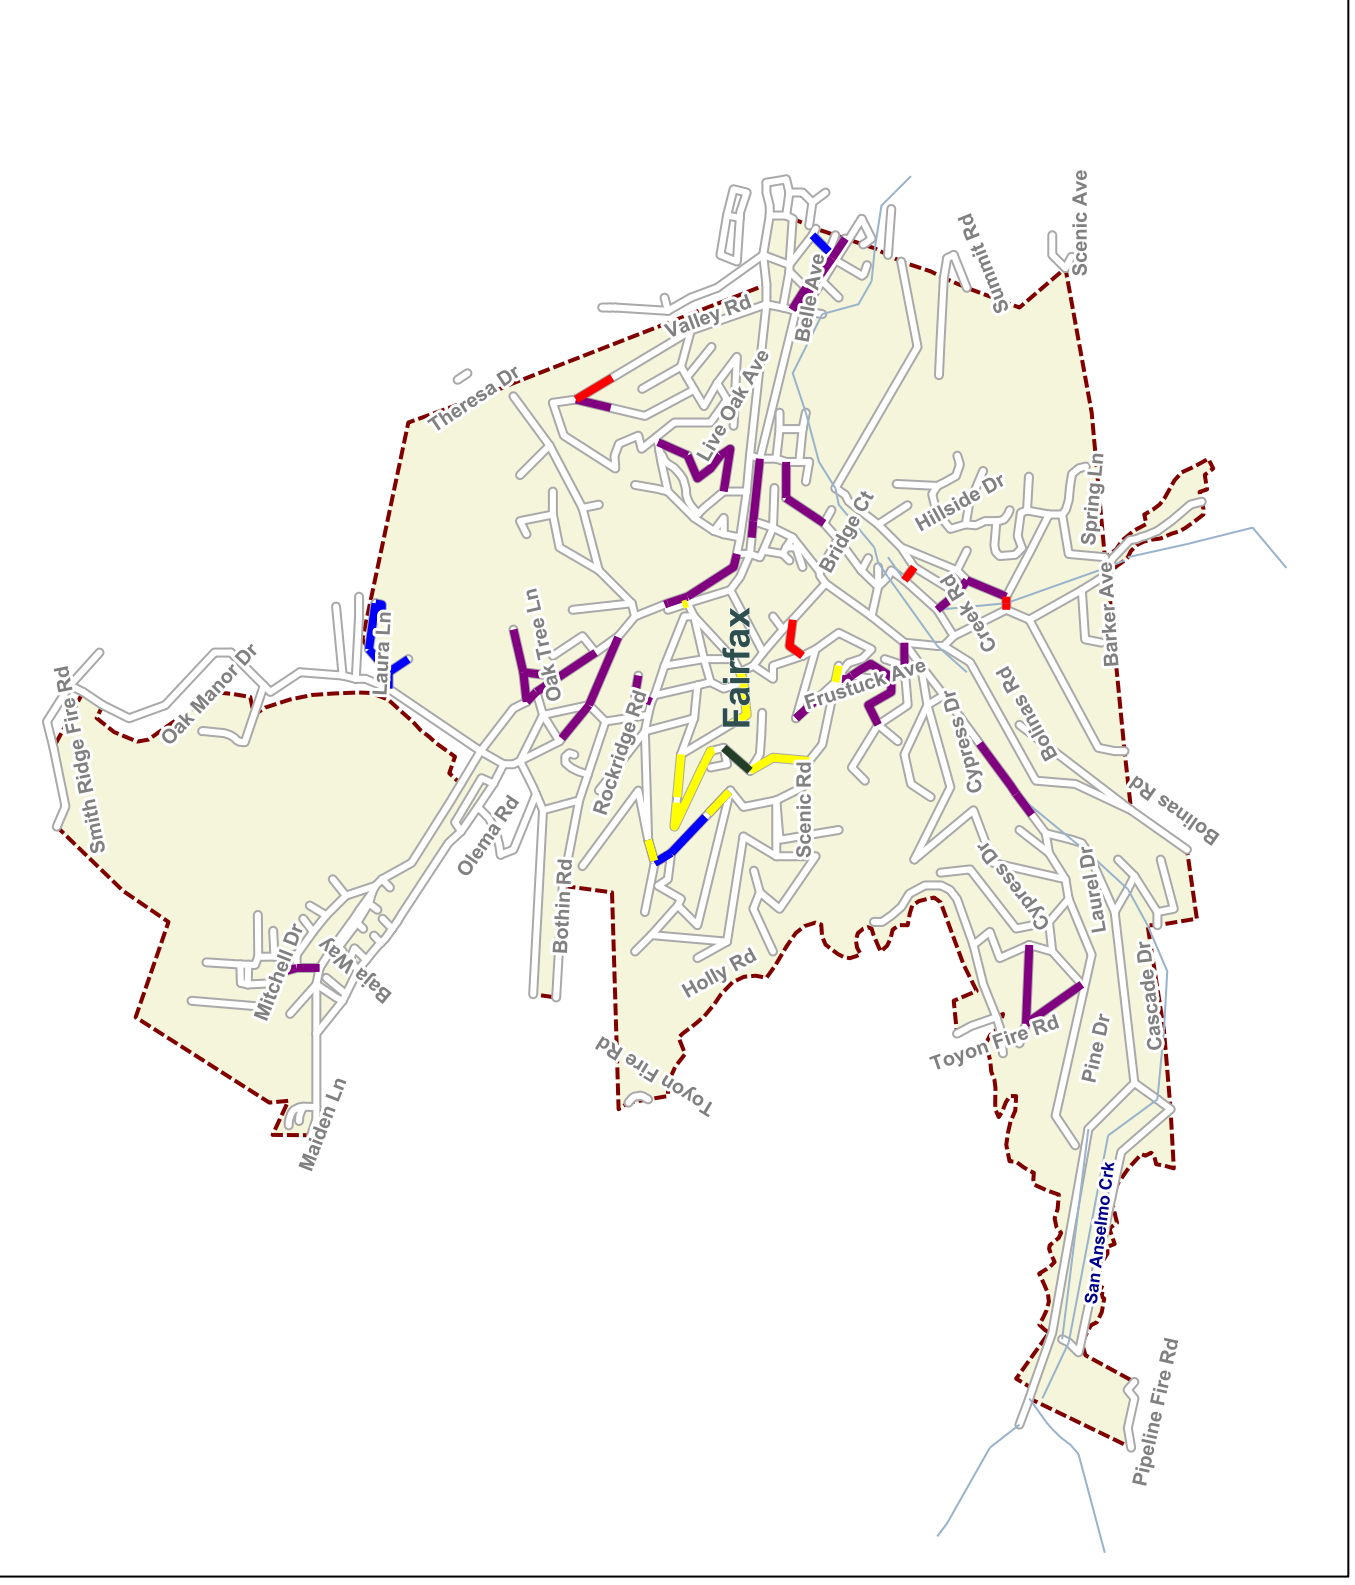 Scenic Ave
Summit Rd
Belle Ave
Valley Rd
Theresa Dr
Live Oak Ave
Hillside Dr
Spring Ln
Bridge Ct
Creek Rd
Barker Ave
Laura Ln
Oak Tree Ln
Oak Manor Dr
Smith Ridge Fire Rd
Fairfax
Frustuck Ave
Rockridge Rd
Cypress Dr
Bolinas Rd
Bolinas Rd
Scenic Rd
Olema Rd
Bothin Rd
Cypress Dr
Laurel Dr
Mitchell Dr
Baja Way
Holly Rd
Cascade Dr
Toyon Fire Rd
Pine Dr
Toyon Fire Rd
Maiden Ln
San Anselmo Crk
Pipeline Fire Rd